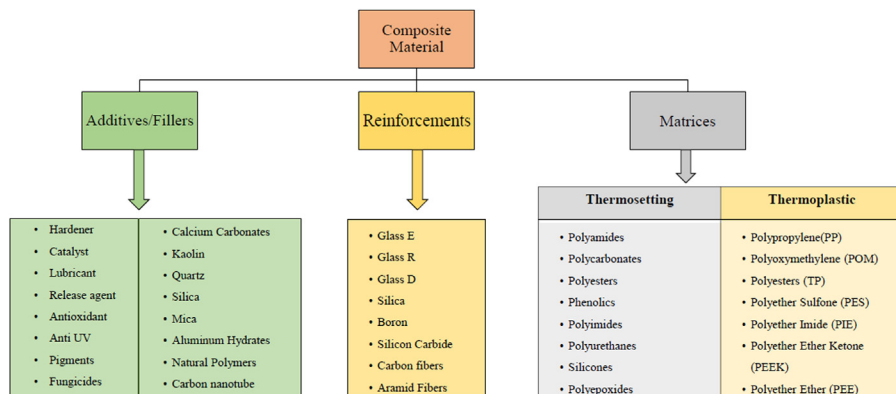 Composite
Material
Additives/Fillers
Reinforcements
Matrices
Hardener
Catalyst
Lubricant
Release agent
Antioxidant
Anti UV
Pigments
Fungicides
Calcium Carbonates
Kaolin
Quartz
Silica
Mica
Aluminum Hydrates
Natural Polymers
Carbon nanotube
Glass E
Glass R
Glass D
Silica
Boron
Silicon Carbide
Carbon fibers
Aramid Fibers
Thermosetting
Polyamides
Polycarbonates
Polyesters
Phenolics
Polyimides
Polyurethanes
Silicones
Polyepoxides
Thermoplastic
Polypropylene(PP)
Polyoxymethylene (POM)
Polyesters (TP)
Polyether Sulfone (PES)
Polyether Imide (PIE)
Polyether Ether Ketone
(PEEK)
Polyether Ether (PEE)